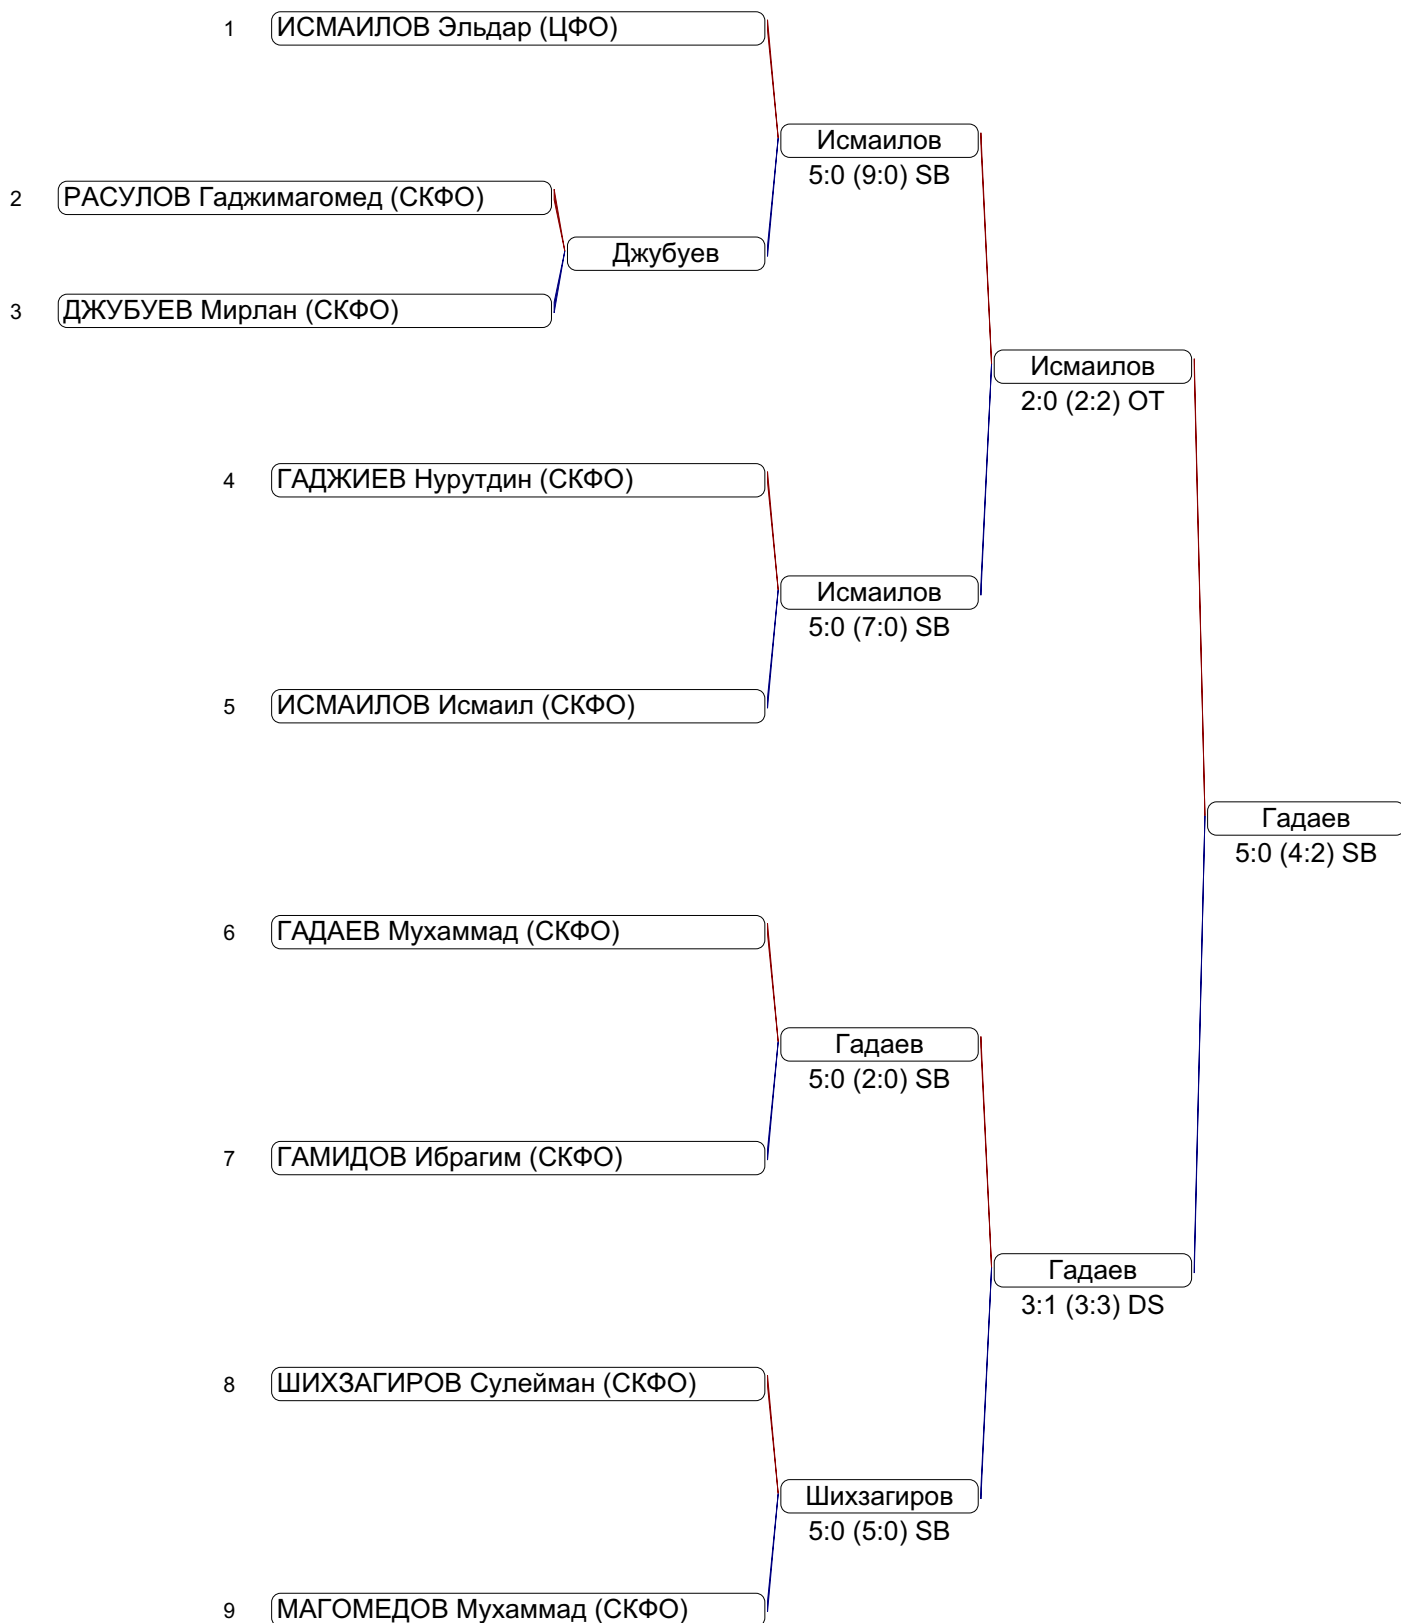 1 ИСМАИЛОВ Эльдар (ЦФО)
Исмаилов
5:0 (9:0) SB
2 РАСУЛОВ Гаджимагомед (СКФО)
Джубуев
3 ДЖУБУЕВ Мирлан (СКФО)
Исмаилов
2:0 (2:2) OT
4 ГАДЖИЕВ Нурутдин (СКФО)
Исмаилов
5:0 (7:0) SB
5 ИСМАИЛОВ Исмаил (СКФО)
Гадаев
5:0 (4:2) SB
6 ГАДАЕВ Мухаммад (СКФО)
Гадаев
5:0 (2:0) SB
7 ГАМИДОВ Ибрагим (СКФО)
Гадаев
3:1 (3:3) DS
8 ШИХЗАГИРОВ Сулейман (СКФО)
Шихзагиров
5:0 (5:0) SB
9 МАГОМЕДОВ Мухаммад (СКФО)